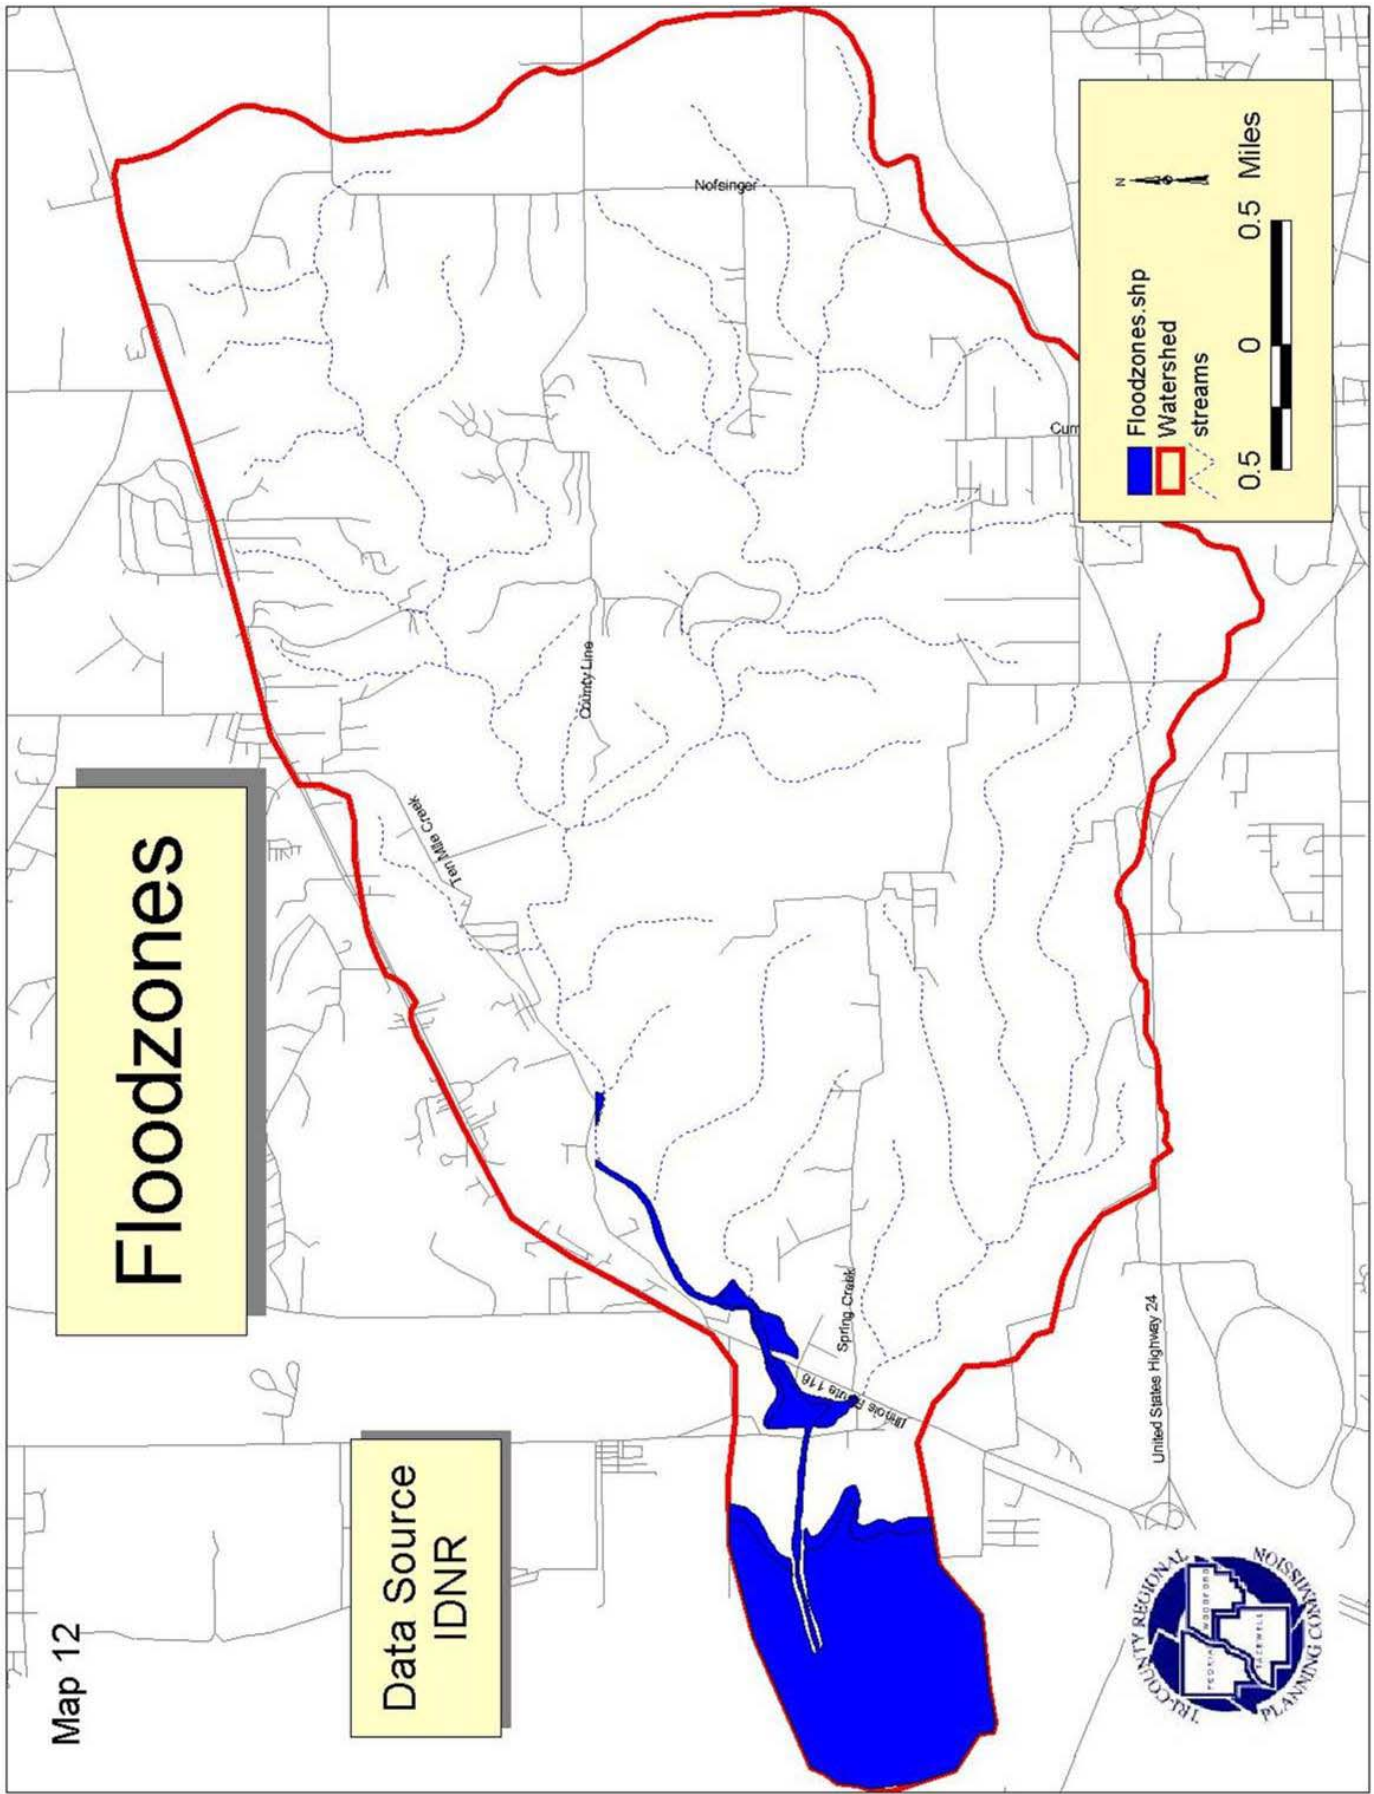 Map 12
Floodzones
Data Source
IDNR
Ten Mile Creek
County Line
Nofsinger
Spring Creek
Illinois Route 116
United States Highway 24
Cum
Floodzones.shp
Watershed
streams
N
0.5 0 0.5 Miles
TRI-COUNTY REGIONAL
PLANNING COMMISSION
PEORIA
WOODFORD
TAZEWELL